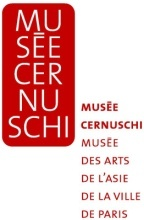 MU
SÉE
CER
NU
SCHI
MUSÉE
CERNUSCHI
MUSÉE
DES ARTS
DE L'ASIE
DE LA VILLE
DE PARIS